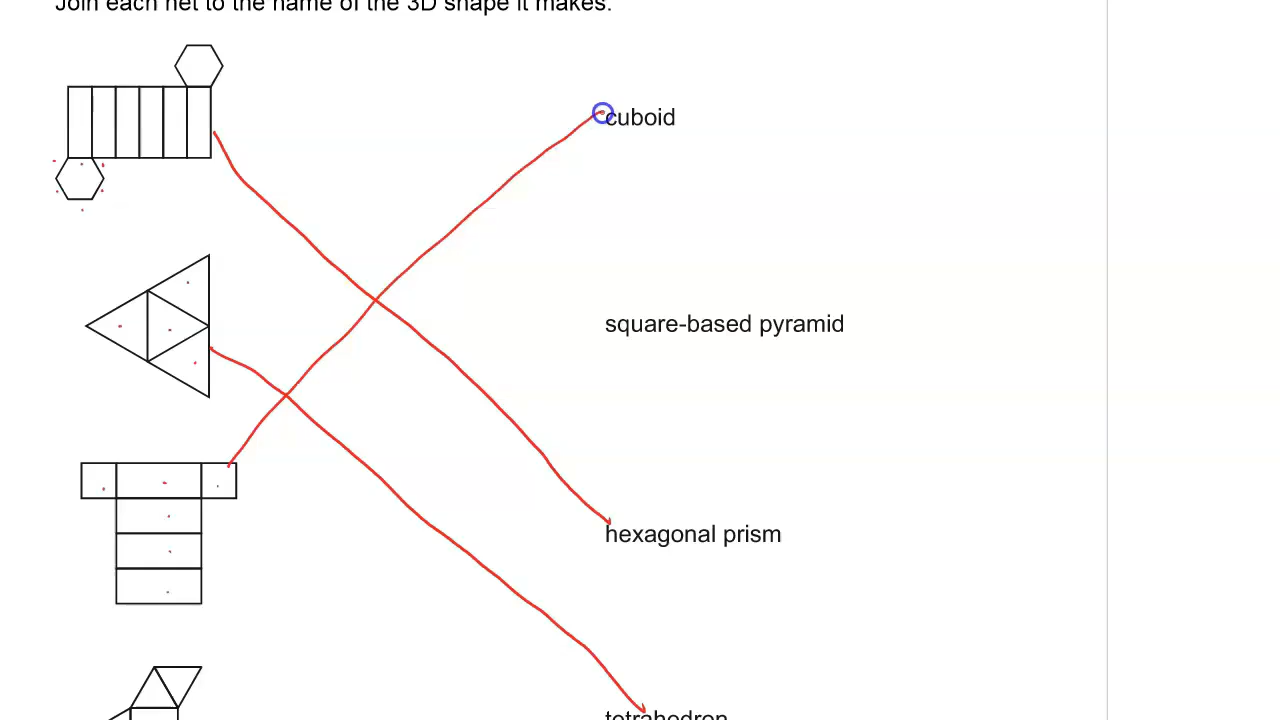 Join each net to the name of the 3D shape it makes.
cuboid
square-based pyramid
hexagonal prism
tetrahedron